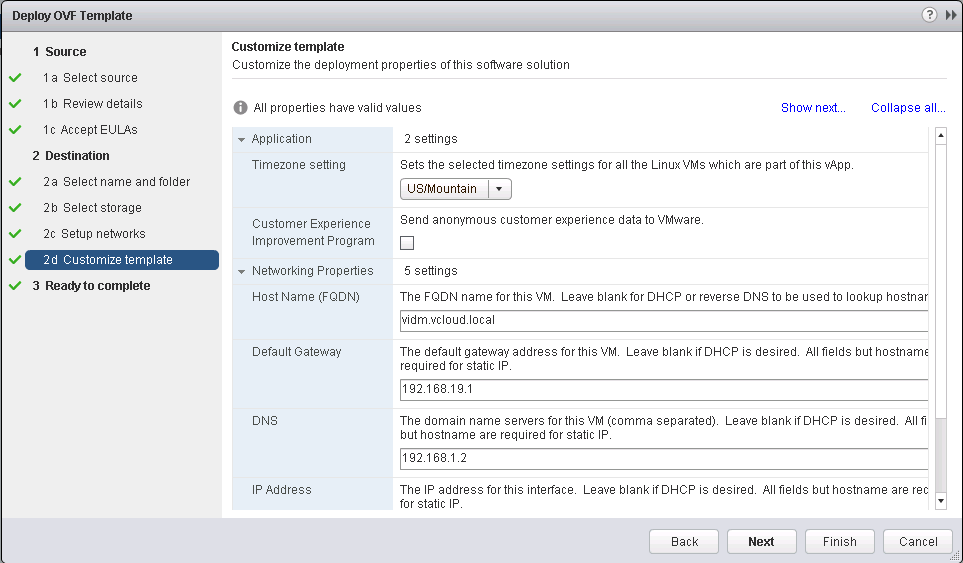 Deploy OVF Template
1 Source
1a Select source
1b Review details
1c Accept EULAs
2 Destination
2a Select name and folder
2b Select storage
2c Setup networks
2d Customize template
3 Ready to complete
Customize template
Customize the deployment properties of this software solution
All properties have valid values
Show next...
Collapse all...
Application
2 settings
Timezone setting
Sets the selected timezone settings for all the Linux VMs which are part of this vApp.
US/Mountain
Customer Experience
Improvement Program
Send anonymous customer experience data to VMware.
Networking Properties
5 settings
Host Name (FQDN)
The FQDN name for this VM. Leave blank for DHCP or reverse DNS to be used to lookup hostnar
vidm.vcloud.local
Default Gateway
The default gateway address for this VM. Leave blank if DHCP is desired. All fields but hostname
required for static IP.
192.168.19.1
DNS
The domain name servers for this VM (comma separated). Leave blank if DHCP is desired. All fi
but hostname are required for static IP.
192.168.1.2
IP Address
The IP address for this interface. Leave blank if DHCP is desired. All fields but hostname are rec
for static IP.
Back
Next
Finish
Cancel